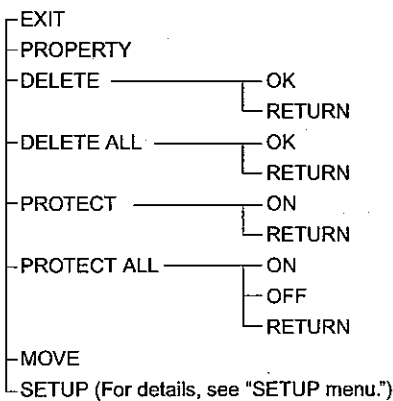 EXIT
PROPERTY
DELETE OK
RETURN
DELETE ALL OK
RETURN
PROTECT ON
RETURN
PROTECT ALL ON
OFF
RETURN
MOVE
SETUP (For details, see "SETUP menu.")